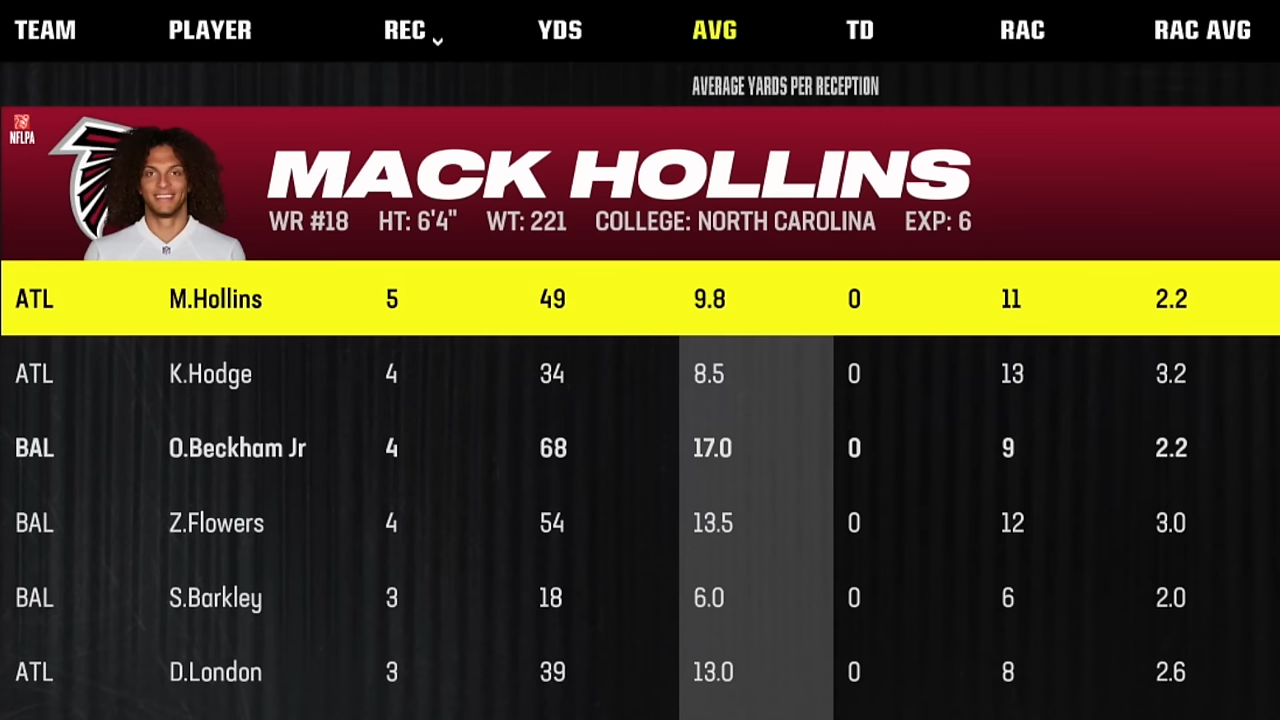 TEAM PLAYER REC YDS AVG TD RAC RAC AVG
AVERAGE YARDS PER RECEPTION
NFLPA
MACK HOLLINS
WR #18 HT: 6'4" WT: 221 COLLEGE: NORTH CAROLINA EXP: 6
ATL M.Hollins 5 49 9.8 0 11 2.2
ATL K.Hodge 4 34 8.5 0 13 3.2
BAL O.Beckham Jr 4 68 17.0 0 9 2.2
BAL Z.Flowers 4 54 13.5 0 12 3.0
BAL S.Barkley 3 18 6.0 0 6 2.0
ATL D.London 3 39 13.0 0 8 2.6